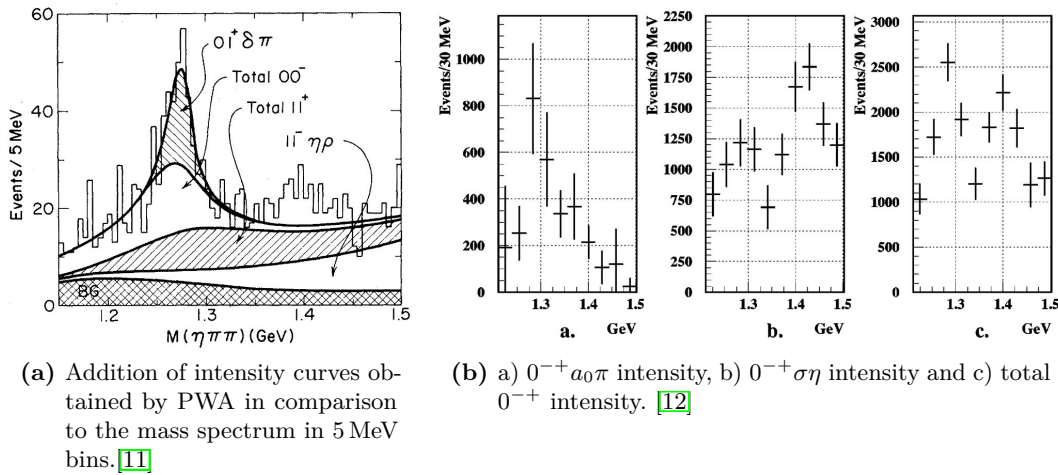 60
40
20
0
Events / 5 MeV
01⁺ δπ
Total 00⁻
Total 11⁺
11⁻ ηρ
BG
1.2 1.3 1.4 1.5
M(ηππ)(GeV)
(a) Addition of intensity curves ob-
tained by PWA in comparison
to the mass spectrum in 5 MeV
bins.[11]
Events/30 MeV
1000
800
600
400
200
0
1.3 1.4 1.5
GeV
a.
Events/30 MeV
2250
2000
1750
1500
1250
1000
750
500
250
0
1.3 1.4 1.5
GeV
b.
Events/30 MeV
3000
2500
2000
1500
1000
500
0
1.3 1.4 1.5
GeV
c.
(b) a) 0⁻⁺a₀π intensity, b) 0⁻⁺ση intensity and c) total
0⁻⁺ intensity. [12]